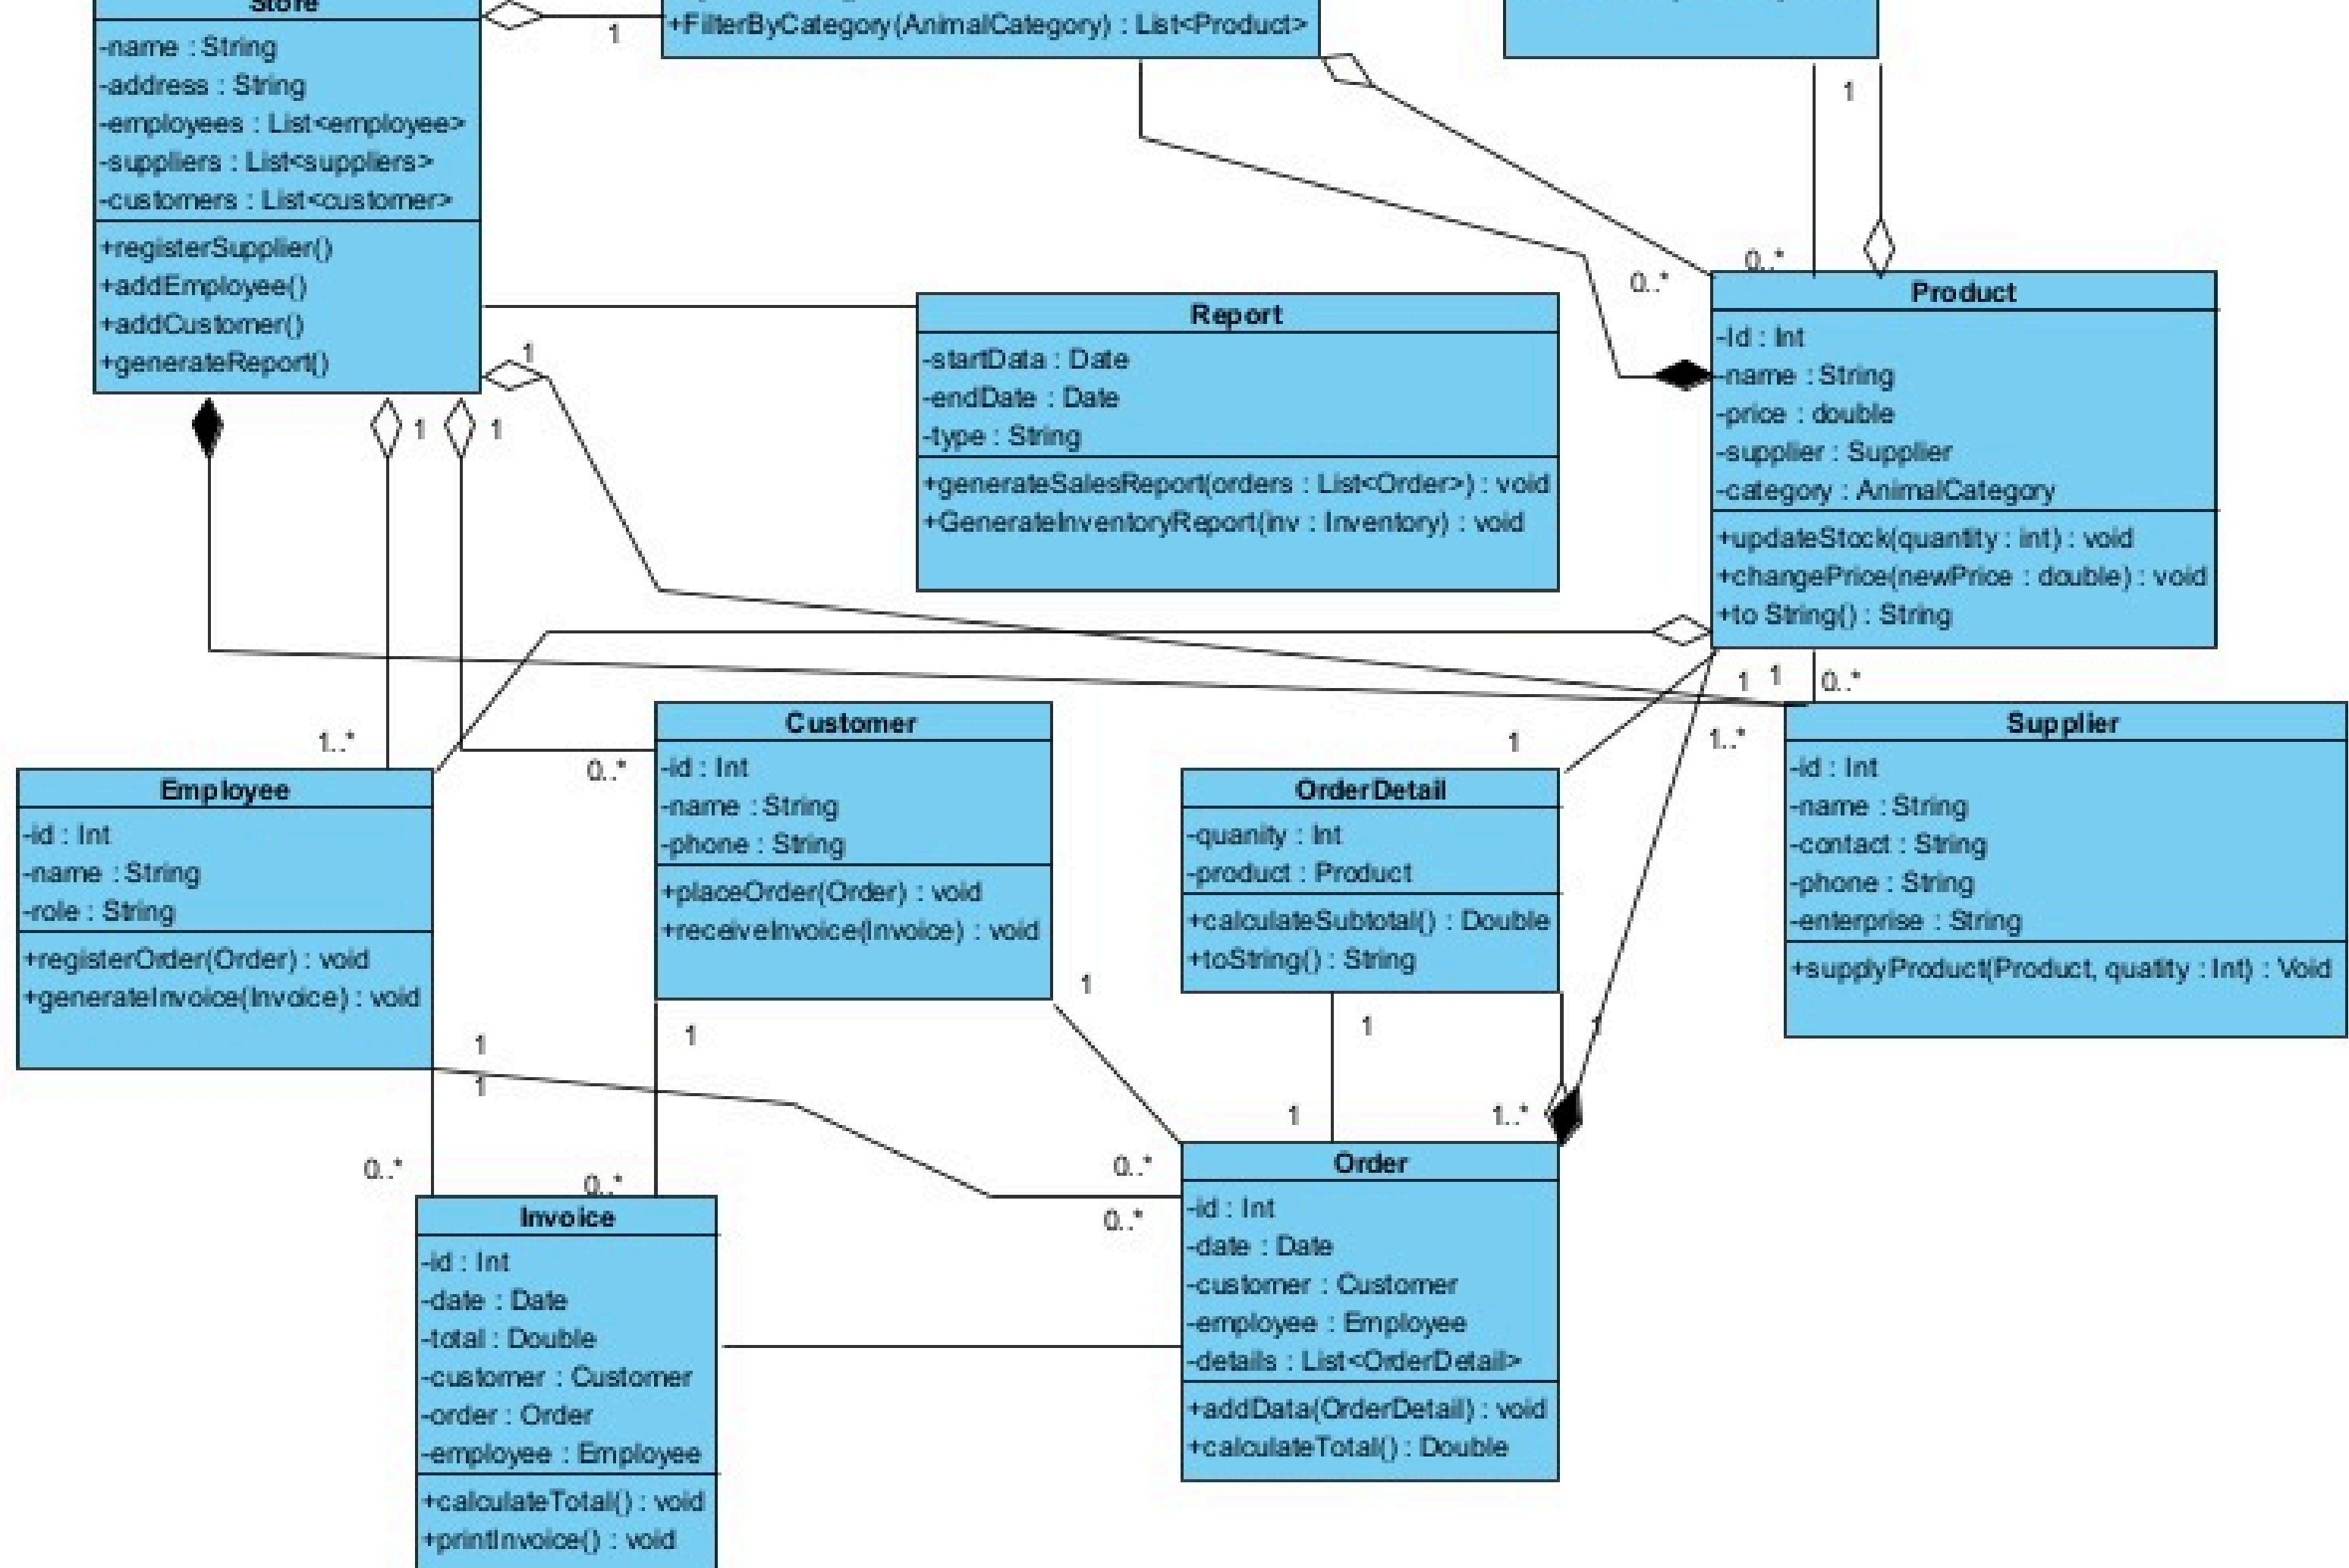 Store
-name : String
-address : String
-employees : List<employee>
-suppliers : List<suppliers>
-customers : List<customer>
+registerSupplier()
+addEmployee()
+addCustomer()
+generateReport()
1
+FilterByCategory(AnimalCategory) : List<Product>
1
0..*
0..*
Report
-startData : Date
-endDate : Date
-type : String
+generateSalesReport(orders : List<Order>) : void
+GenerateInventoryReport(inv : Inventory) : void
Product
-Id : Int
-name : String
-price : double
-supplier : Supplier
-category : AnimalCategory
+updateStock(quantity : int) : void
+changePrice(newPrice : double) : void
+to String() : String
1
1
1
1..*
0..*
1
1
0..*
1
1..*
Employee
-id : Int
-name : String
-role : String
+registerOrder(Order) : void
+generateInvoice(Invoice) : void
Customer
-id : Int
-name : String
-phone : String
+placeOrder(Order) : void
+receiveInvoice(Invoice) : void
OrderDetail
-quanity : Int
-product : Product
+calculateSubtotal() : Double
+toString() : String
Supplier
-id : Int
-name : String
-contact : String
-phone : String
-enterprise : String
+supplyProduct(Product, quatity : Int) : Void
1
1
1
1
1
1
1
1..*
0..*
0..*
0..*
0..*
Invoice
-id : Int
-date : Date
-total : Double
-customer : Customer
-order : Order
-employee : Employee
+calculateTotal() : void
+printInvoice() : void
Order
-id : Int
-date : Date
-customer : Customer
-employee : Employee
-details : List<OrderDetail>
+addData(OrderDetail) : void
+calculateTotal() : Double